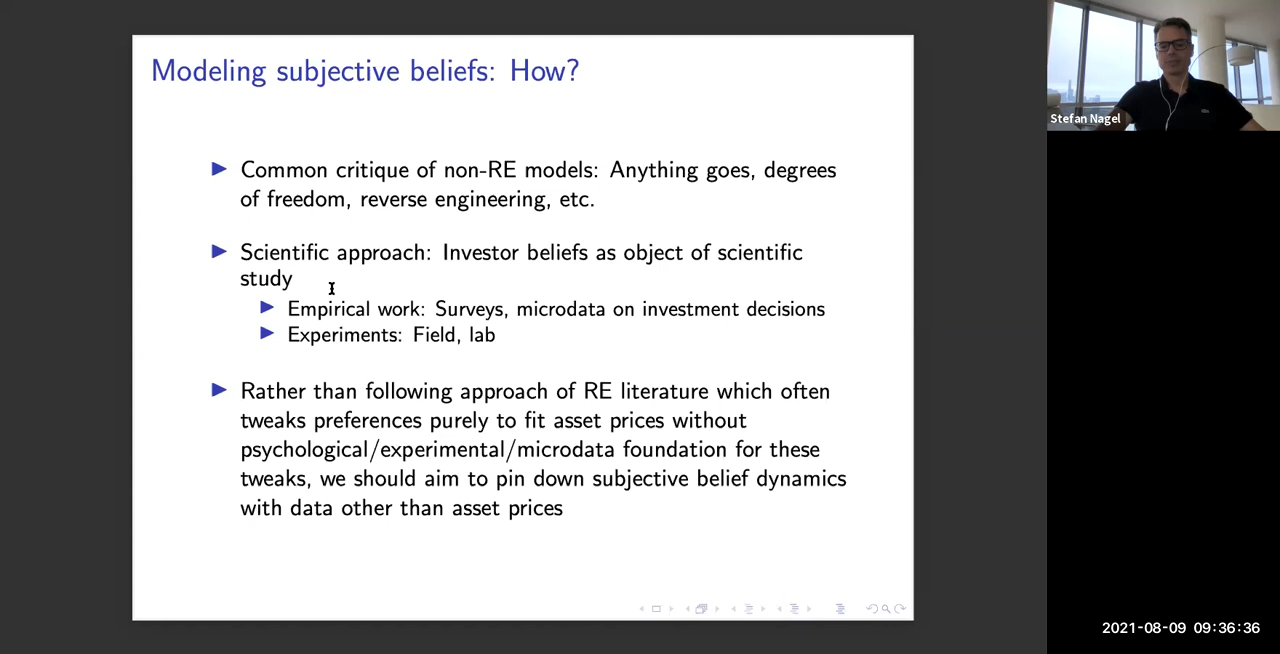 Modeling subjective beliefs: How?
Common critique of non-RE models: Anything goes, degrees
of freedom, reverse engineering, etc.
Scientific approach: Investor beliefs as object of scientific
study
Empirical work: Surveys, microdata on investment decisions
Experiments: Field, lab
Rather than following approach of RE literature which often
tweaks preferences purely to fit asset prices without
psychological/experimental/microdata foundation for these
tweaks, we should aim to pin down subjective belief dynamics
with data other than asset prices
Stefan Nagel
2021-08-09 09:36:36